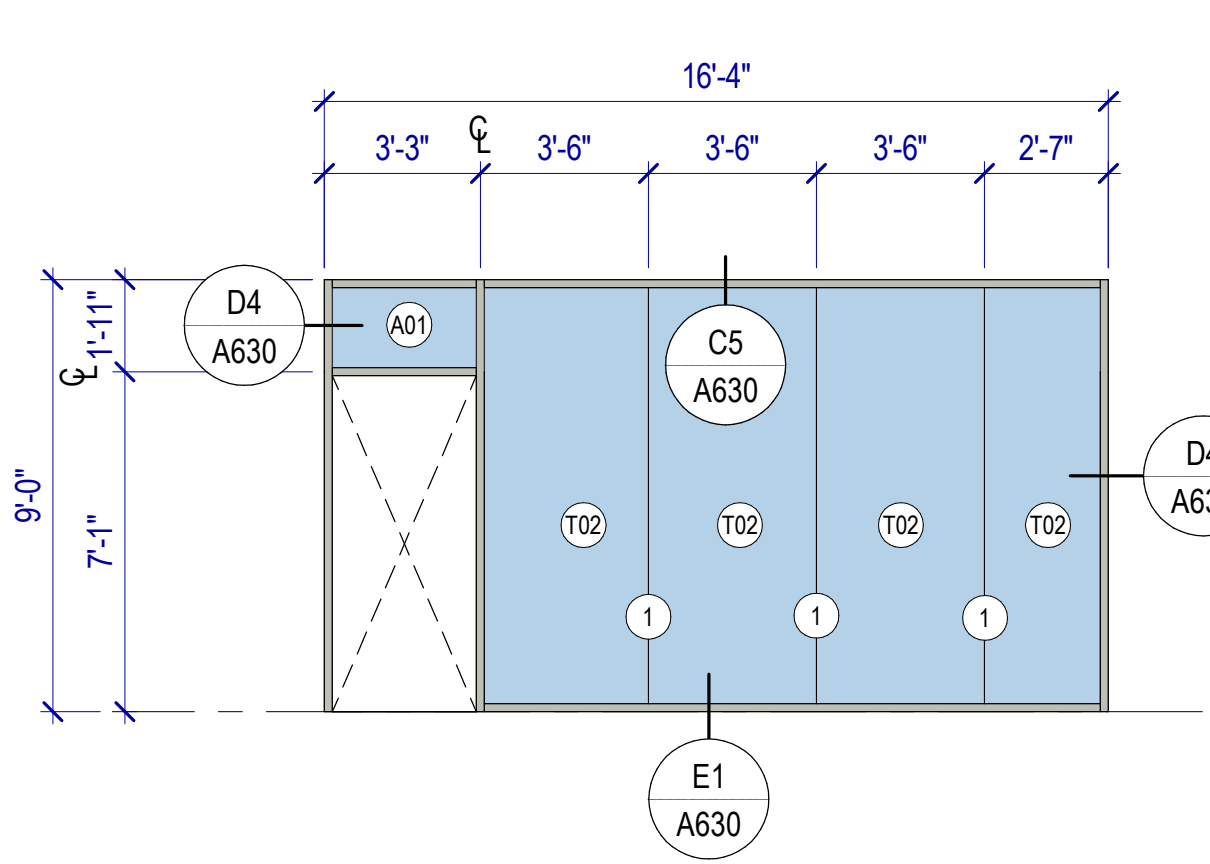 16'-4"
℄
3'-3"
3'-6"
3'-6"
3'-6"
2'-7"
D4
A630
A01
C5
A630
1'-11"
℄
9'-0"
7'-1"
T02
T02
T02
T02
1
1
1
E1
A630